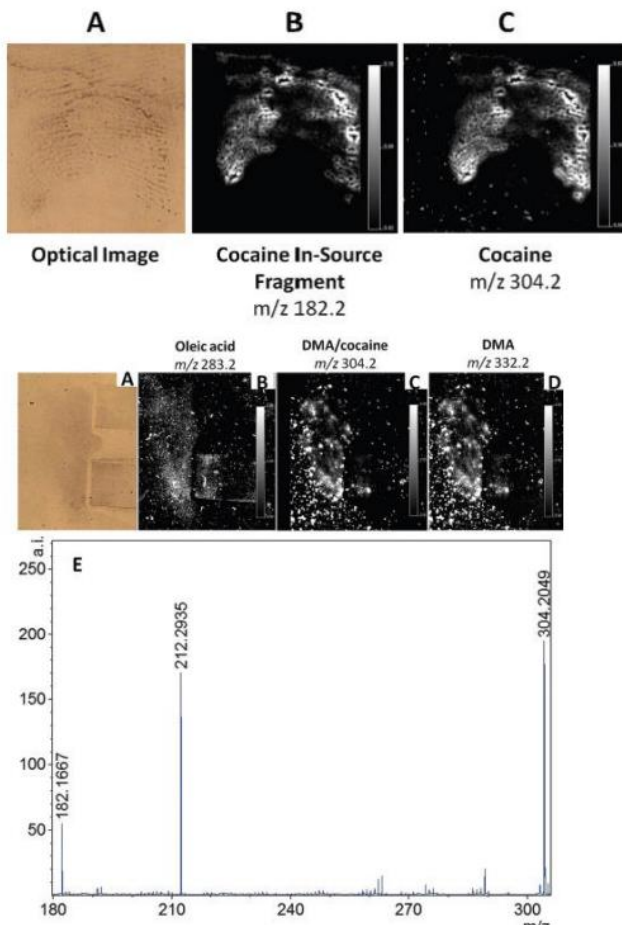 A
B
C
Optical Image
Cocaine In-Source
Fragment
m/z 182.2
Cocaine
m/z 304.2
Oleic acid
m/z 283.2
DMA/cocaine
m/z 304.2
DMA
m/z 332.2
A
B
C
D
a.i.
E
250
200
150
100
50
182.1667
212.2935
304.2049
180
210
240
270
300
m/z